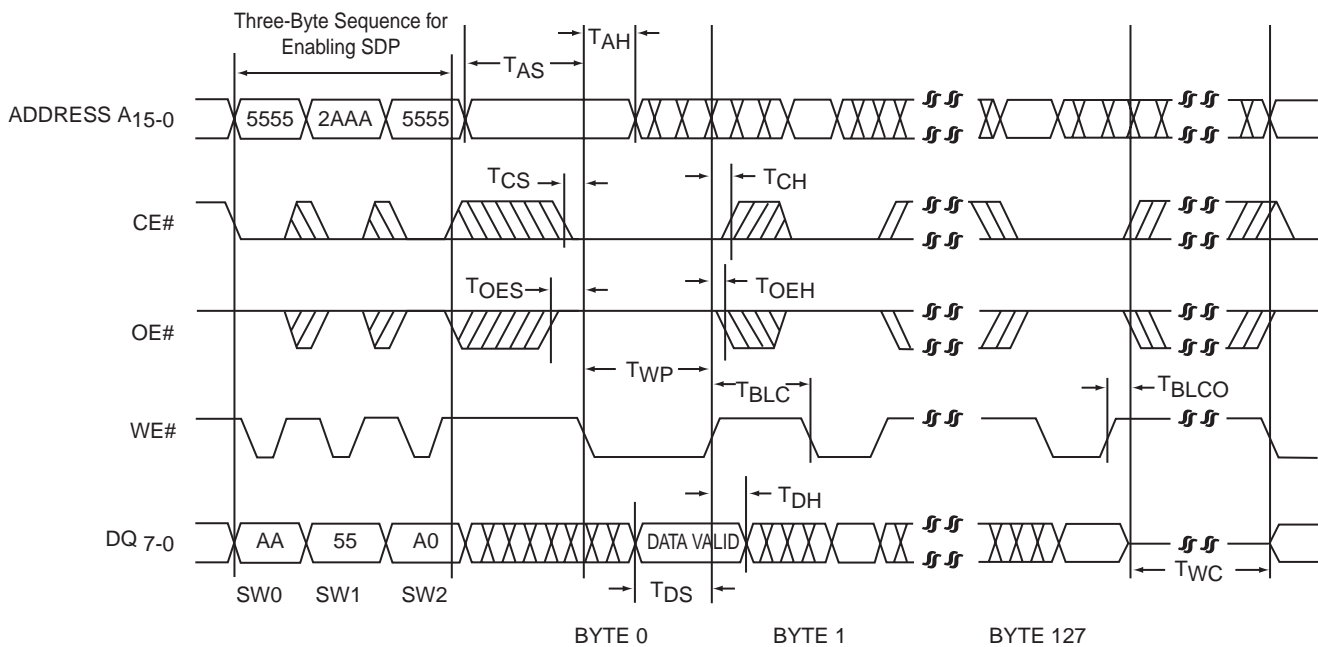 Three-Byte Sequence for
Enabling SDP
TAH
TAS
ADDRESS A15-0
5555 2AAA 5555
TCS
TCH
CE#
TOES
TOEH
OE#
TWP
TBLC
TBLCO
WE#
TDH
DQ 7-0
AA 55 A0 DATA VALID
TWC
SW0 SW1 SW2
TDS
BYTE 0 BYTE 1 BYTE 127